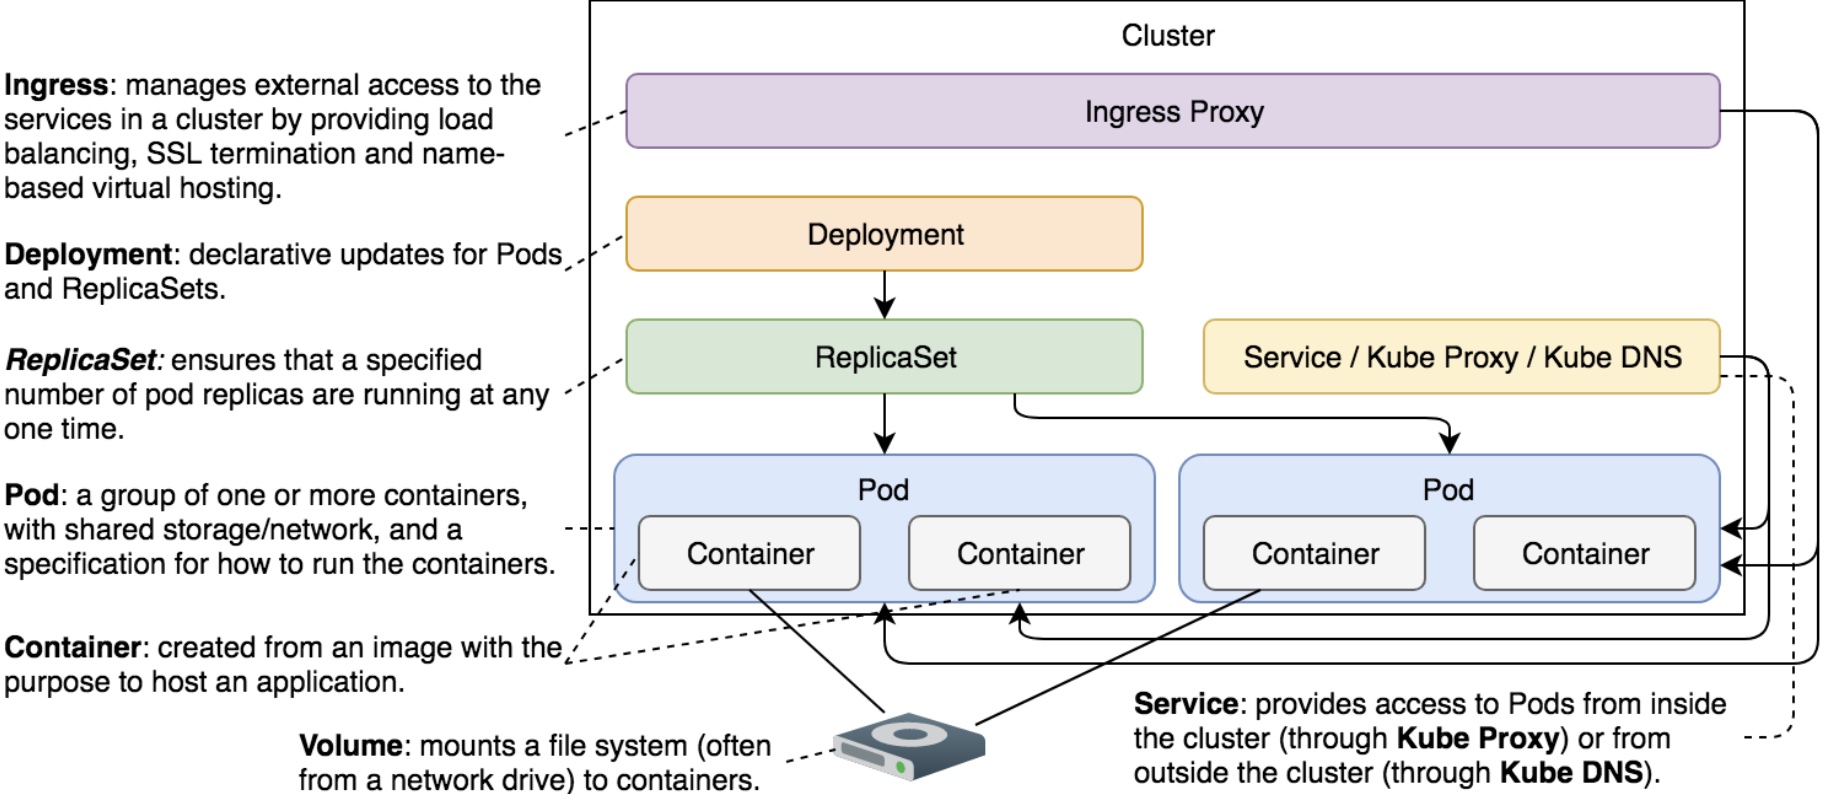 Cluster
Ingress: manages external access to the
services in a cluster by providing load
balancing, SSL termination and name-
based virtual hosting.
Ingress Proxy
Deployment: declarative updates for Pods
and ReplicaSets.
Deployment
ReplicaSet: ensures that a specified
number of pod replicas are running at any
one time.
ReplicaSet
Service / Kube Proxy / Kube DNS
Pod: a group of one or more containers,
with shared storage/network, and a
specification for how to run the containers.
Pod
Container
Container
Pod
Container
Container
Container: created from an image with the
purpose to host an application.
Volume: mounts a file system (often
from a network drive) to containers.
Service: provides access to Pods from inside
the cluster (through Kube Proxy) or from
outside the cluster (through Kube DNS).